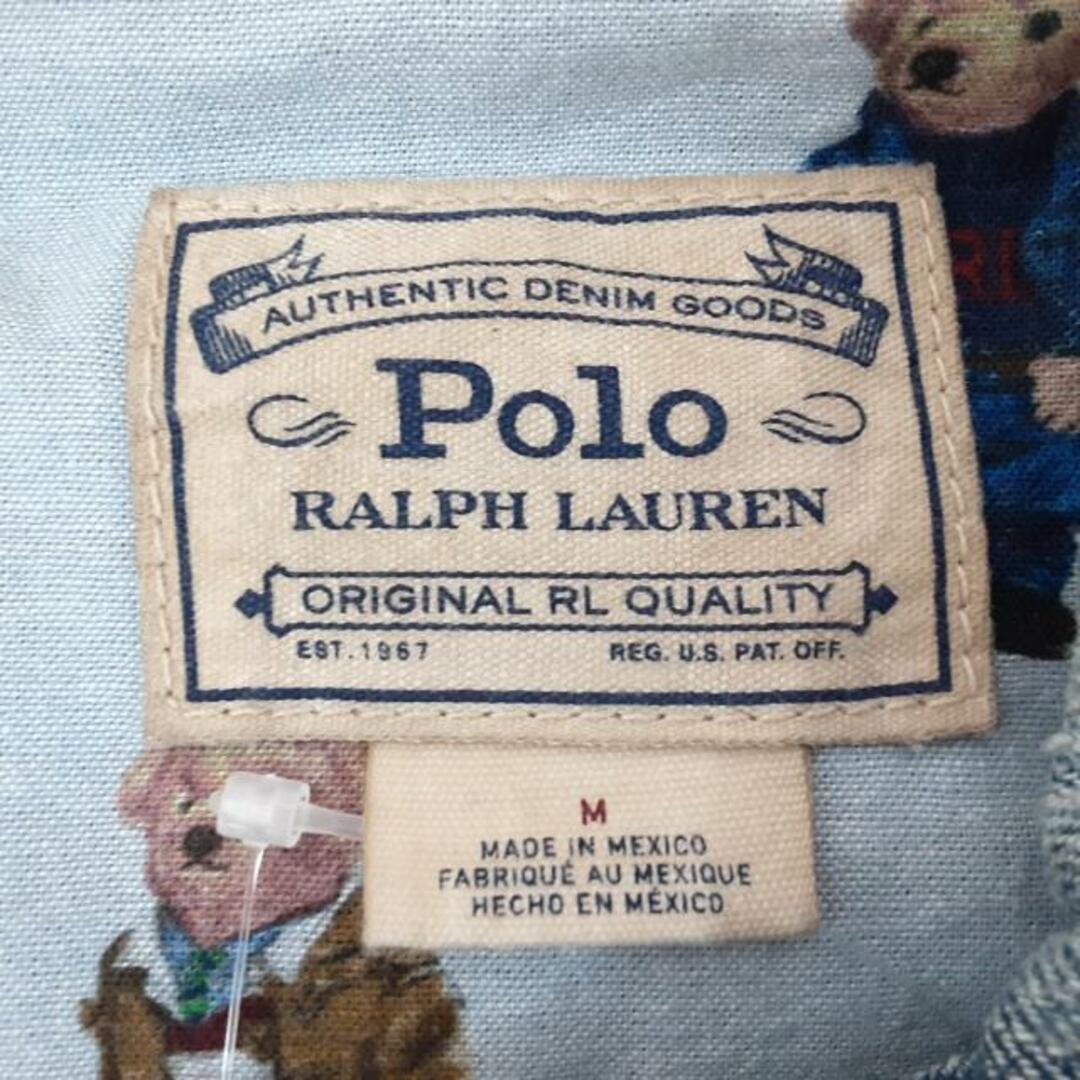 AUTHENTIC DENIM GOODS
Polo
RALPH LAUREN
ORIGINAL RL QUALITY
EST. 1967 REG. U.S. PAT. OFF.
M
MADE IN MEXICO
FABRIQUÉ AU MEXIQUE
HECHO EN MÉXICO